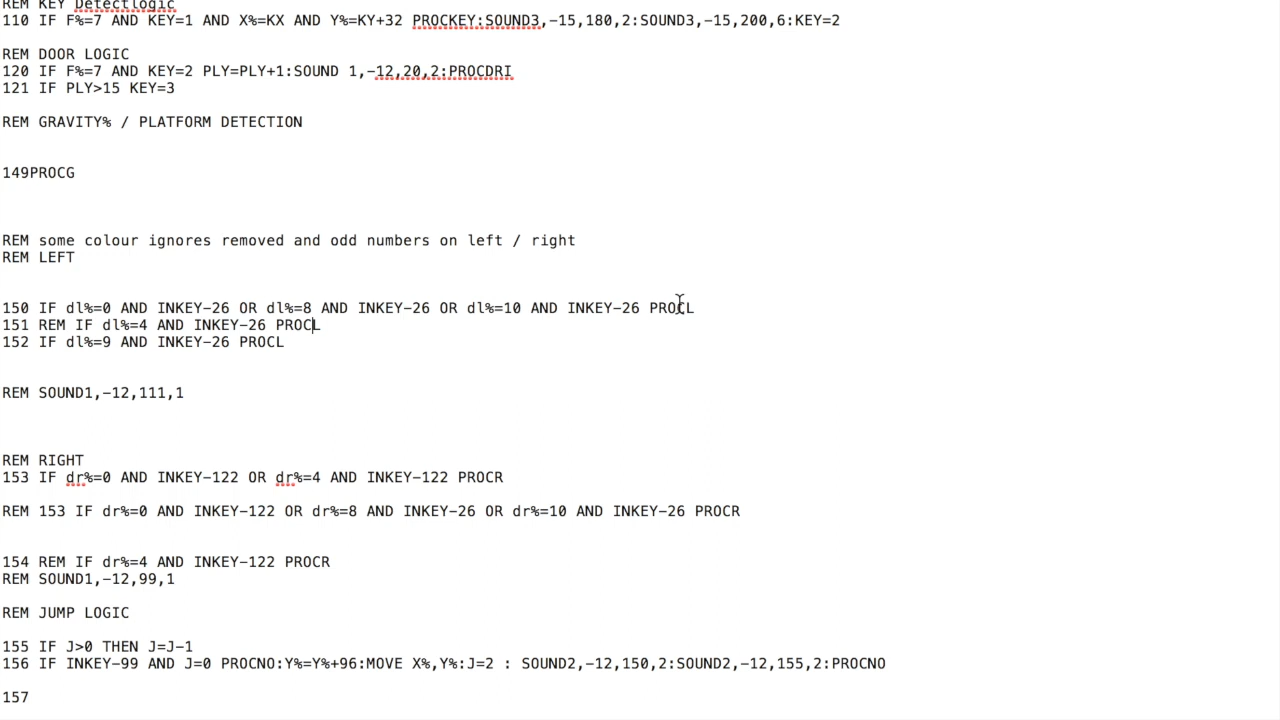 REM KEY Detectlogic
110 IF F%=7 AND KEY=1 AND X%=KX AND Y%=KY+32 PROCKEY:SOUND3,-15,180,2:SOUND3,-15,200,6:KEY=2
REM DOOR LOGIC
120 IF F%=7 AND KEY=2 PLY=PLY+1:SOUND 1,-12,20,2:PROCDRI
121 IF PLY>15 KEY=3
REM GRAVITY% / PLATFORM DETECTION
149PROCG
REM some colour ignores removed and odd numbers on left / right
REM LEFT
150 IF dl%=0 AND INKEY-26 OR dl%=8 AND INKEY-26 OR dl%=10 AND INKEY-26 PROCL
151 REM IF dl%=4 AND INKEY-26 PROCL
152 IF dl%=9 AND INKEY-26 PROCL
REM SOUND1,-12,111,1
REM RIGHT
153 IF dr%=0 AND INKEY-122 OR dr%=4 AND INKEY-122 PROCR
REM 153 IF dr%=0 AND INKEY-122 OR dr%=8 AND INKEY-26 OR dr%=10 AND INKEY-26 PROCR
154 REM IF dr%=4 AND INKEY-122 PROCR
REM SOUND1,-12,99,1
REM JUMP LOGIC
155 IF J>0 THEN J=J-1
156 IF INKEY-99 AND J=0 PROCNO:Y%=Y%+96:MOVE X%,Y%:J=2 : SOUND2,-12,150,2:SOUND2,-12,155,2:PROCNO
157